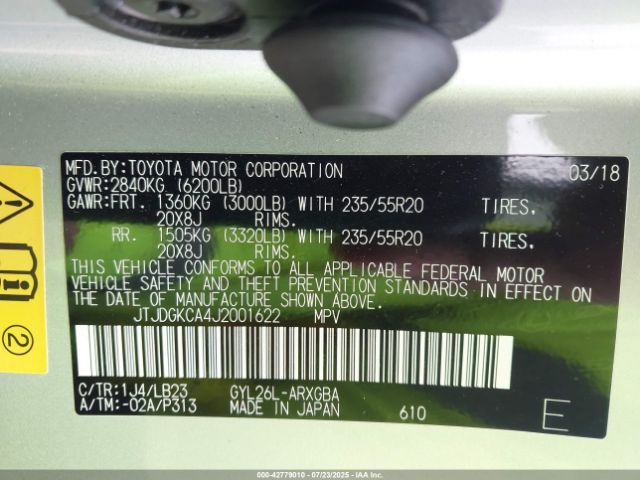 MFD.BY:TOYOTA MOTOR CORPORATION 03/18
GVWR:2840KG (6200LB)
GAWR:FRT. 1360KG (3000LB) WITH 235/55R20 TIRES.
20X8J RIMS.
RR. 1505KG (3320LB) WITH 235/55R20 TIRES.
20X8J RIMS.
THIS VEHICLE CONFORMS TO ALL APPLICABLE FEDERAL MOTOR
VEHICLE SAFETY AND THEFT PREVENTION STANDARDS IN EFFECT ON
THE DATE OF MANUFACTURE SHOWN ABOVE.
JTJDGKCA4J2001622 MPV
C/TR:1J4/LB23 GYL26L-ARXGBA
A/TM:-02A/P313 MADE IN JAPAN 610
E
2
000-42779010 - 07/23/2025 - IAAI.COM